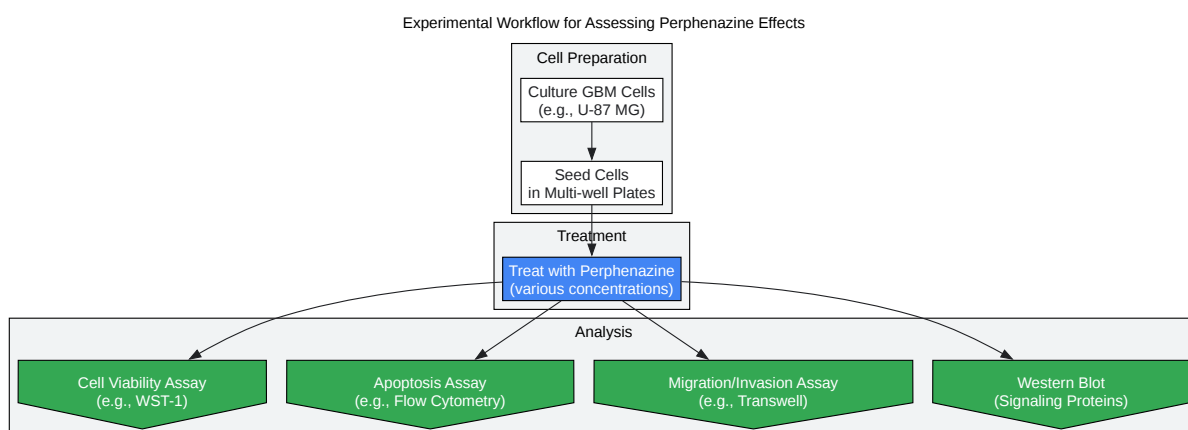 Experimental Workflow for Assessing Perphenazine Effects
Cell Preparation
Culture GBM Cells
(e.g., U-87 MG)
Seed Cells
in Multi-well Plates
Treatment
Treat with Perphenazine
(various concentrations)
Analysis
Cell Viability Assay
(e.g., WST-1)
Apoptosis Assay
(e.g., Flow Cytometry)
Migration/Invasion Assay
(e.g., Transwell)
Western Blot
(Signaling Proteins)